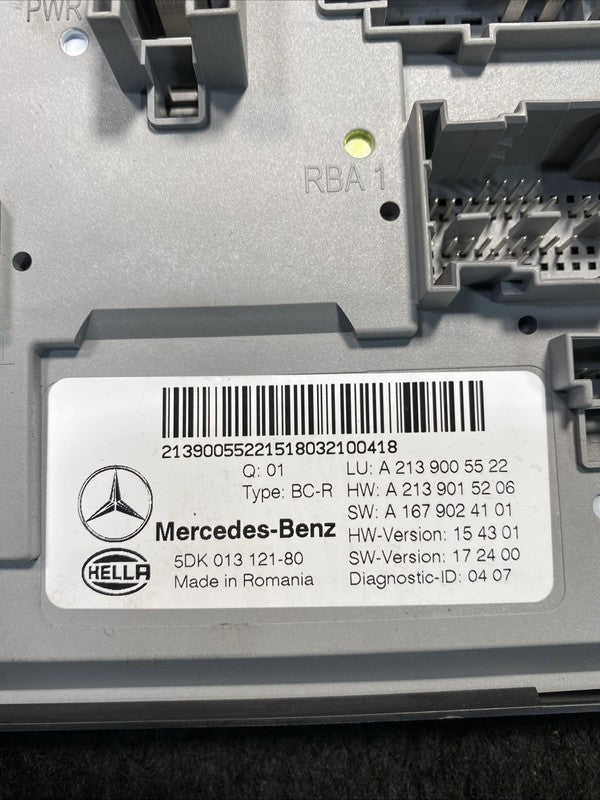 PWR
RBA 1
21390055221518032100418
Q: 01
Type: BC-R
LU: A 213 900 55 22
HW: A 213 901 52 06
SW: A 167 902 41 01
HW-Version: 15 43 01
SW-Version: 17 24 00
Diagnostic-ID: 04 07
Mercedes-Benz
HELLA
5DK 013 121-80
Made in Romania